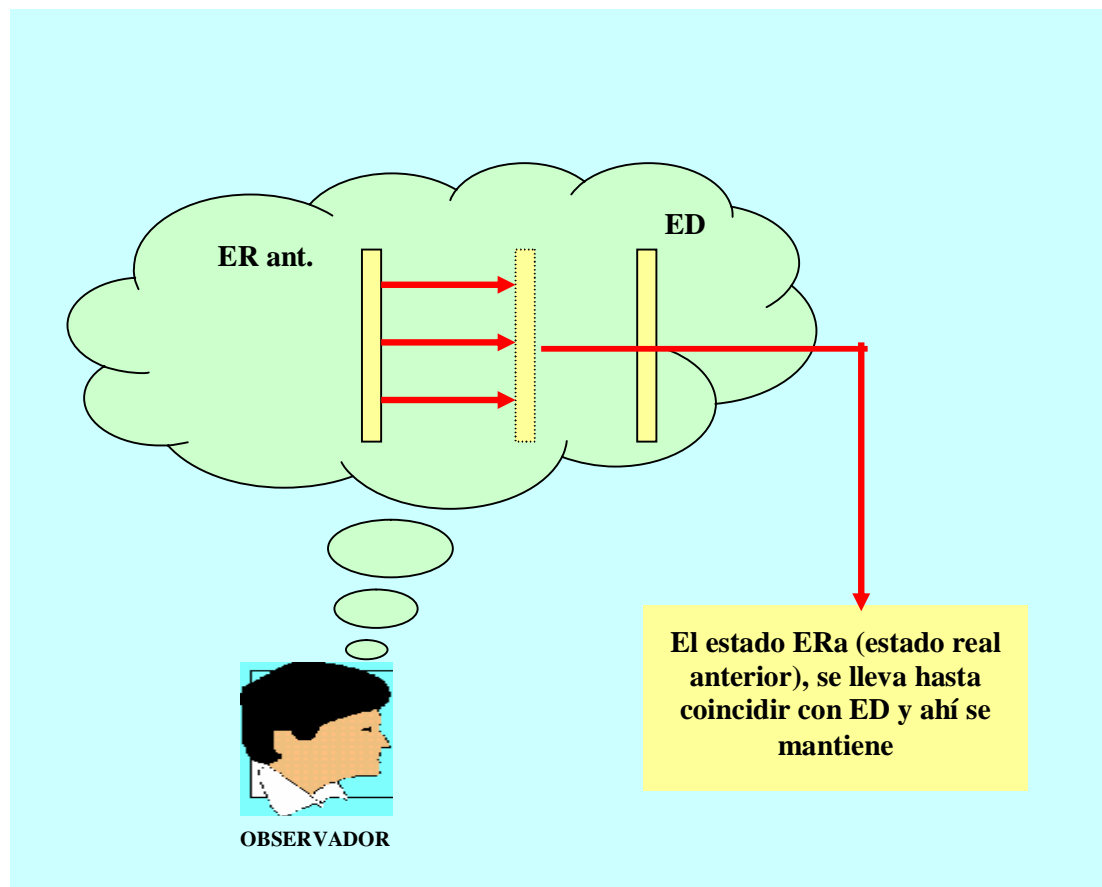 ED
ER ant.
El estado ERa (estado real
anterior), se lleva hasta
coincidir con ED y ahí se
mantiene
OBSERVADOR